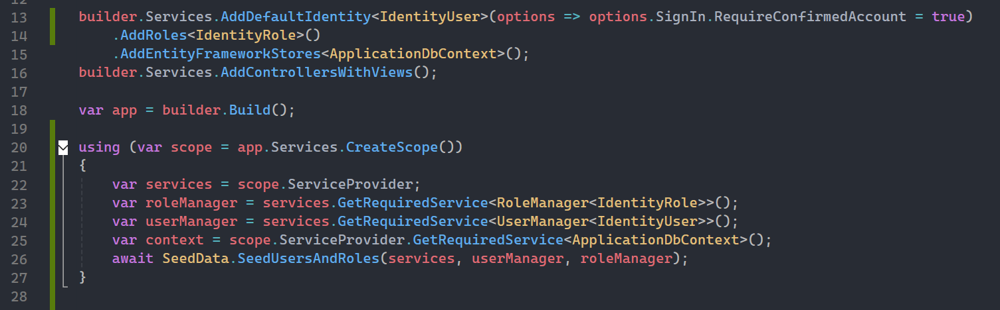 12
13 builder.Services.AddDefaultIdentity<IdentityUser>(options => options.SignIn.RequireConfirmedAccount = true)
14     .AddRoles<IdentityRole>()
15     .AddEntityFrameworkStores<ApplicationDbContext>();
16 builder.Services.AddControllersWithViews();
17
18 var app = builder.Build();
19
20 using (var scope = app.Services.CreateScope())
21 {
22     var services = scope.ServiceProvider;
23     var roleManager = services.GetRequiredService<RoleManager<IdentityRole>>();
24     var userManager = services.GetRequiredService<UserManager<IdentityUser>>();
25     var context = scope.ServiceProvider.GetRequiredService<ApplicationDbContext>();
26     await SeedData.SeedUsersAndRoles(services, userManager, roleManager);
27 }
28